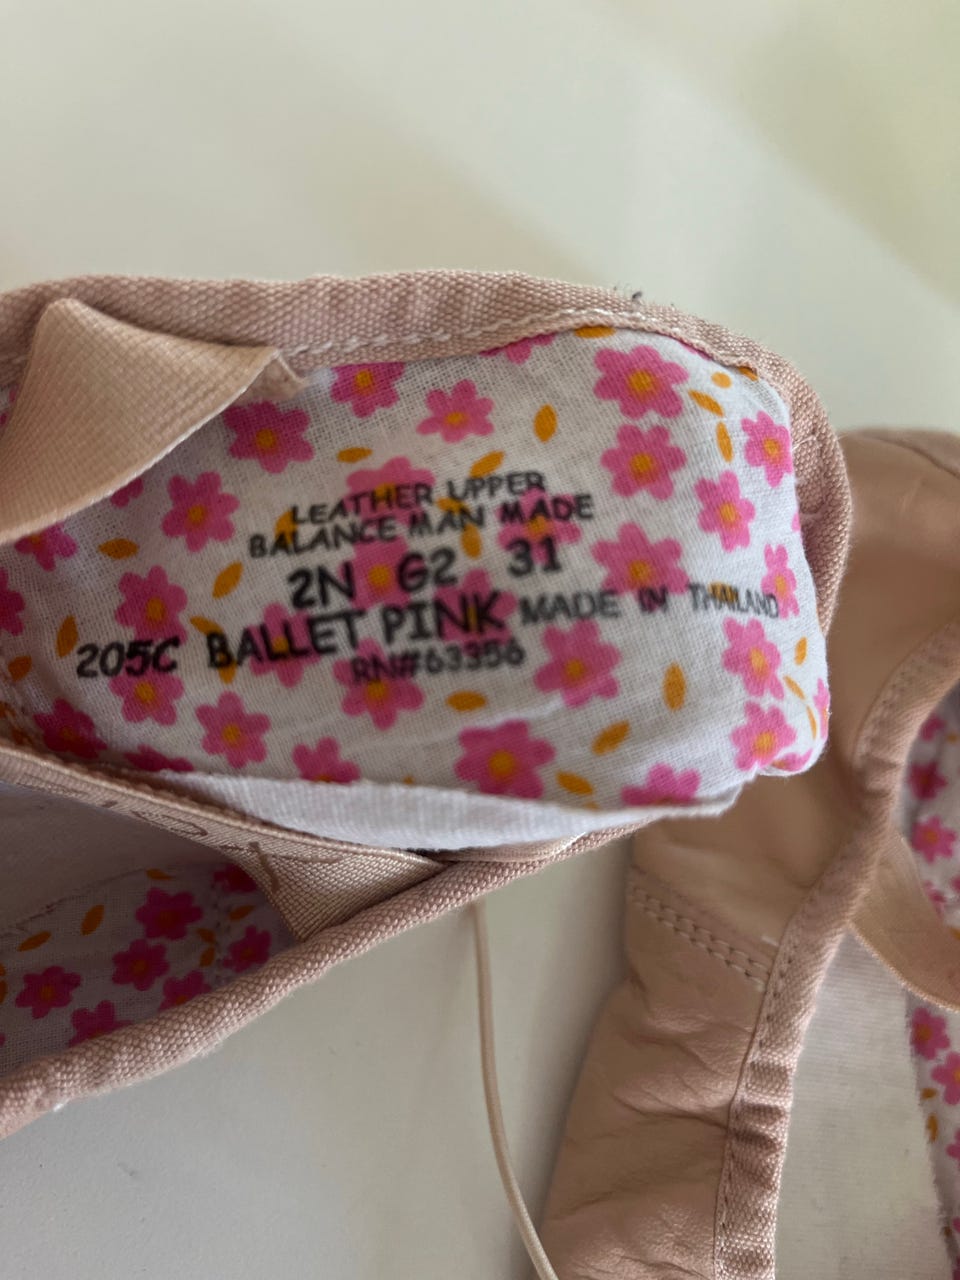 LEATHER UPPER
BALANCE MAN MADE
2N G2 31
205C BALLET PINK MADE IN THAILAND
RN#63356